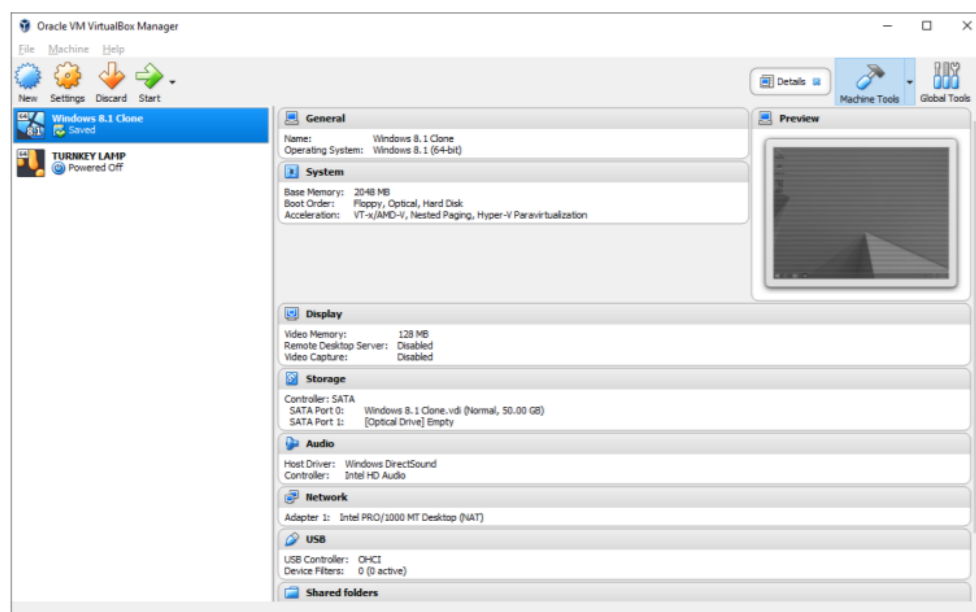 Oracle VM VirtualBox Manager
File Machine Help
New Settings Discard Start
Details
Machine Tools
Global Tools
64
8.1
Windows 8.1 Clone
Saved
64
TURNKEY LAMP
Powered Off
General
Name: Windows 8.1 Clone
Operating System: Windows 8.1 (64-bit)
System
Base Memory: 2048 MB
Boot Order: Floppy, Optical, Hard Disk
Acceleration: VT-x/AMD-V, Nested Paging, Hyper-V Paravirtualization
Preview
Display
Video Memory: 128 MB
Remote Desktop Server: Disabled
Video Capture: Disabled
Storage
Controller: SATA
SATA Port 0: Windows 8.1 Clone.vdi (Normal, 50.00 GB)
SATA Port 1: [Optical Drive] Empty
Audio
Host Driver: Windows DirectSound
Controller: Intel HD Audio
Network
Adapter 1: Intel PRO/1000 MT Desktop (NAT)
USB
USB Controller: OHCI
Device Filters: 0 (0 active)
Shared folders